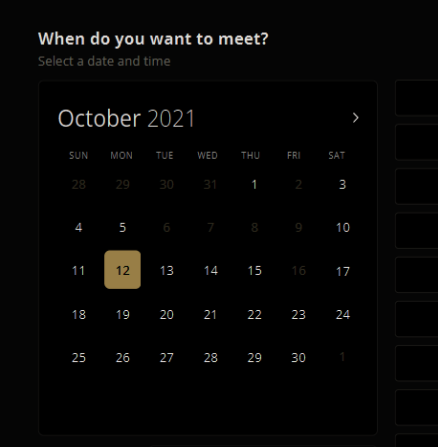 When do you want to meet?
Select a date and time
October 2021
SUN MON TUE WED THU FRI SAT
28 29 30 31 1 2 3
4 5 6 7 8 9 10
11 12 13 14 15 16 17
18 19 20 21 22 23 24
25 26 27 28 29 30 1